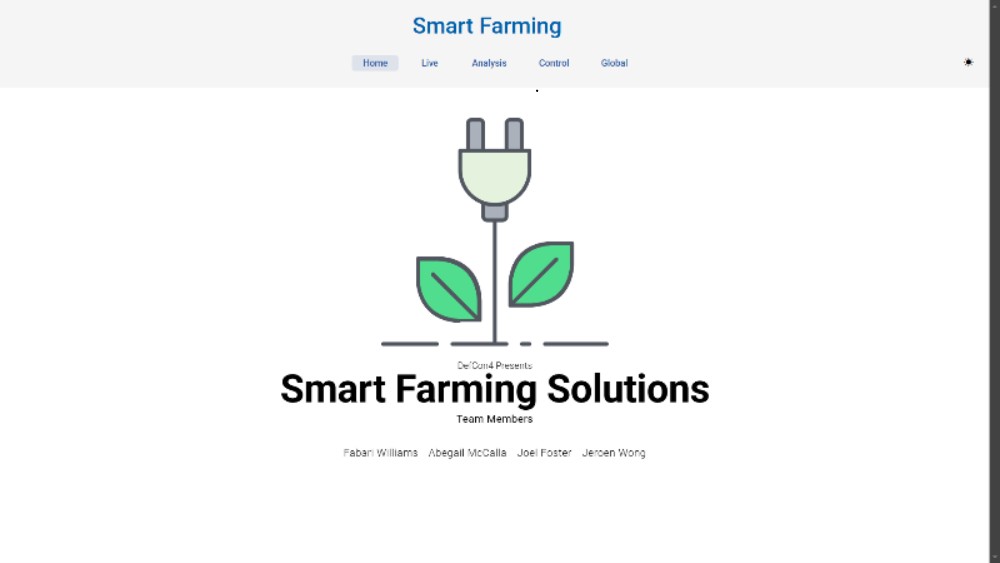 Smart Farming
Home Live Analysis Control Global
DefCon4 Presents
Smart Farming Solutions
Team Members
Fabari Williams Abegail McCalla Joel Foster Jeroen Wong